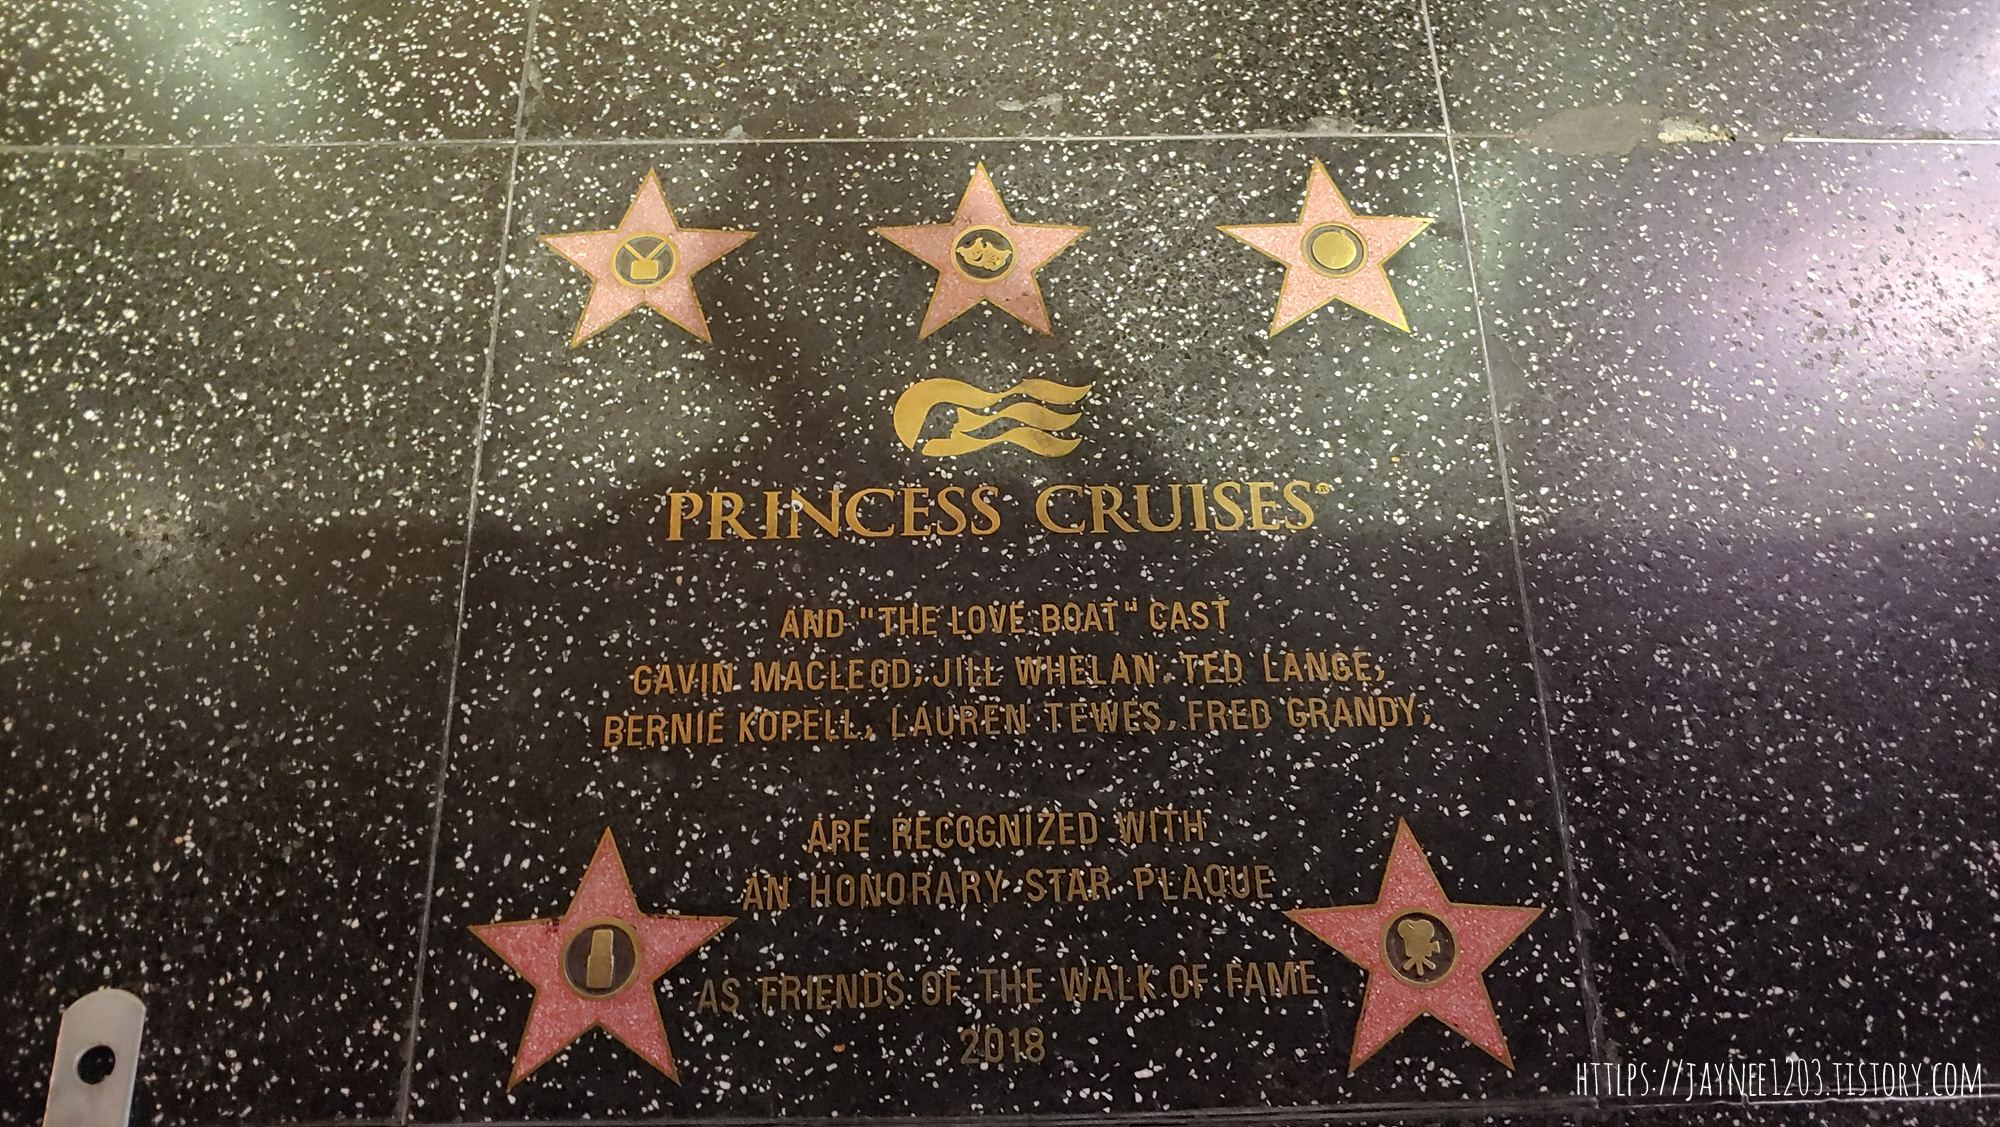 PRINCESS CRUISES®
AND "THE LOVE BOAT" CAST
GAVIN MACLEOD, JILL WHELAN, TED LANGE,
BERNIE KOPELL, LAUREN TEWES, FRED GRANDY,
ARE RECOGNIZED WITH
AN HONORARY STAR PLAQUE
AS FRIENDS OF THE WALK OF FAME
2018
HTTPS://JAYNEE1203.TISTORY.COM